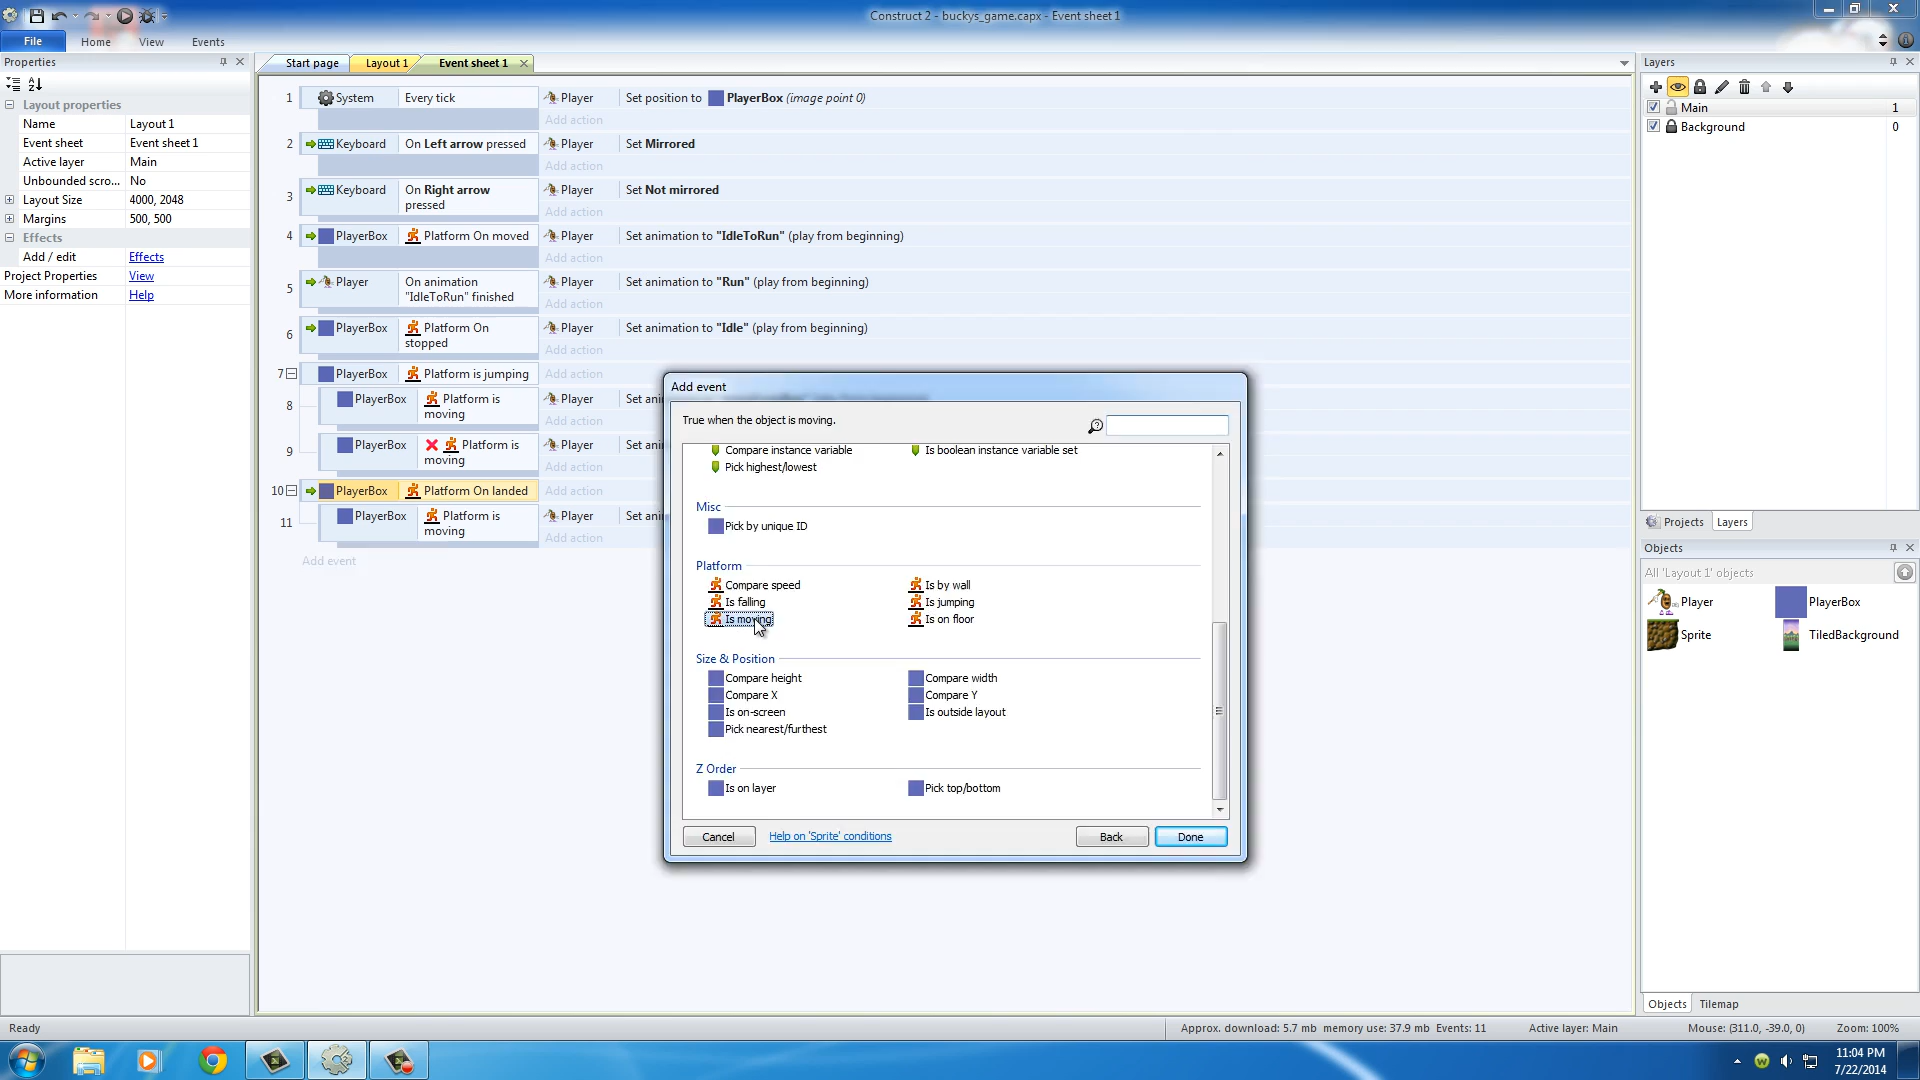 Construct 2 - buckys_game.capx - Event sheet 1
File
Home
View
Events
Properties
Layout properties
Name
Layout 1
Event sheet
Event sheet 1
Active layer
Main
Unbounded scro...
No
Layout Size
4000, 2048
Margins
500, 500
Effects
Add / edit
Effects
Project Properties
View
More information
Help
Start page
Layout 1
Event sheet 1
1
System
Every tick
Player
Set position to PlayerBox (image point 0)
Add action
2
Keyboard
On Left arrow pressed
Player
Set Mirrored
Add action
3
Keyboard
On Right arrow
pressed
Player
Set Not mirrored
Add action
4
PlayerBox
Platform On moved
Player
Set animation to "IdleToRun" (play from beginning)
Add action
5
Player
On animation
"IdleToRun" finished
Player
Set animation to "Run" (play from beginning)
Add action
6
PlayerBox
Platform On
stopped
Player
Set animation to "Idle" (play from beginning)
Add action
7
PlayerBox
Platform is jumping
Add action
8
PlayerBox
Platform is
moving
Player
Set ani
Add action
9
PlayerBox
Platform is
moving
Player
Set ani
Add action
10
PlayerBox
Platform On landed
Add action
11
PlayerBox
Platform is
moving
Player
Set ani
Add action
Add event
Add event
True when the object is moving.
Compare instance variable
Is boolean instance variable set
Pick highest/lowest
Misc
Pick by unique ID
Platform
Compare speed
Is by wall
Is falling
Is jumping
Is moving
Is on floor
Size & Position
Compare height
Compare width
Compare X
Compare Y
Is on-screen
Is outside layout
Pick nearest/furthest
Z Order
Is on layer
Pick top/bottom
Cancel
Help on 'Sprite' conditions
Back
Done
Layers
Main
1
Background
0
Projects
Layers
Objects
All 'Layout 1' objects
Player
PlayerBox
Sprite
TiledBackground
Objects
Tilemap
Ready
Approx. download: 5.7 mb memory use: 37.9 mb Events: 11
Active layer: Main
Mouse: (311.0, -39.0, 0)
Zoom: 100%
11:04 PM
7/22/2014